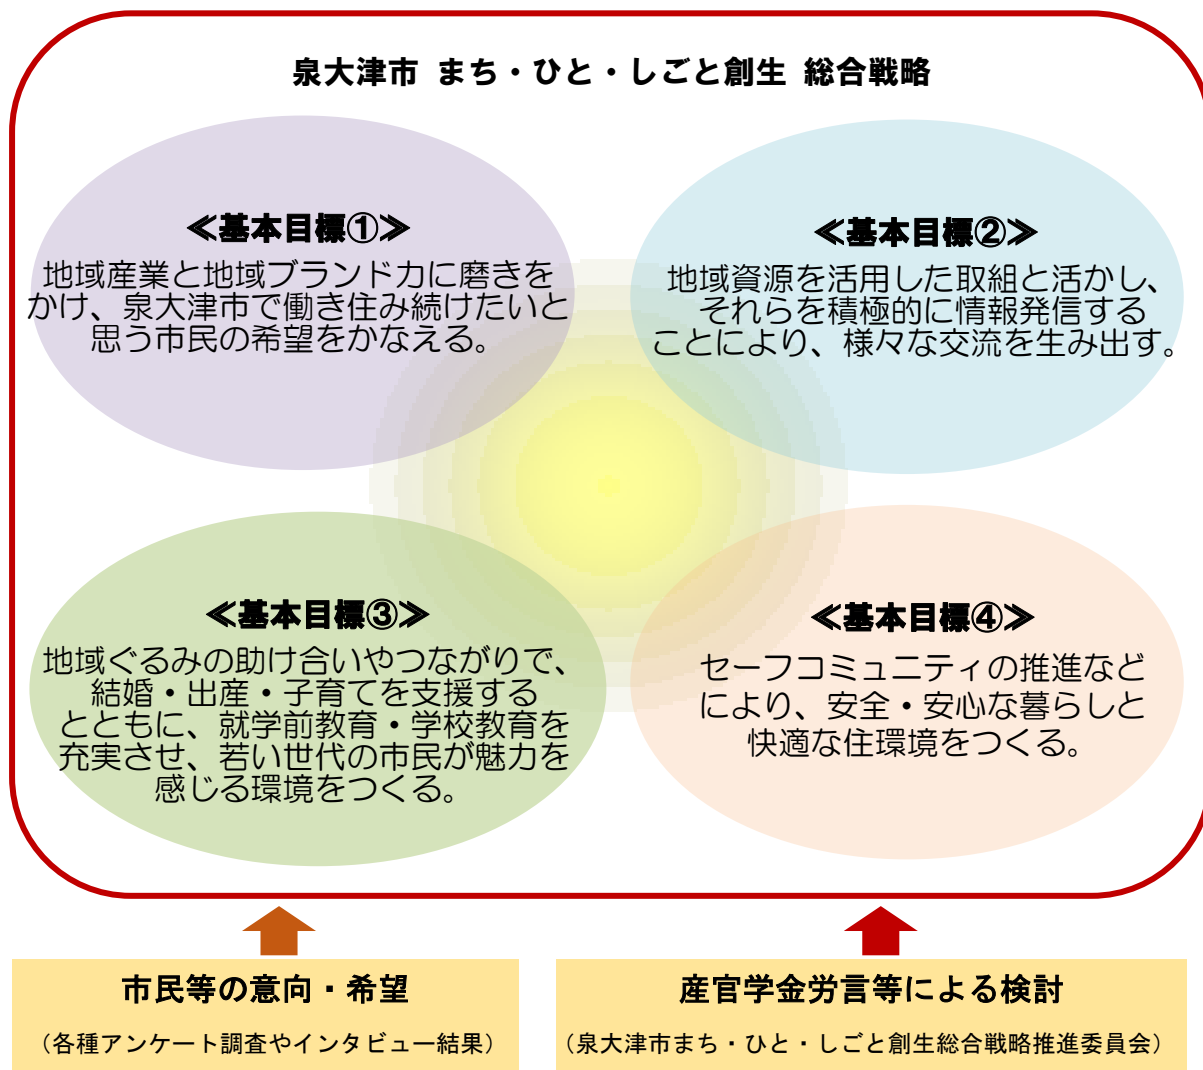 泉大津市 まち・ひと・しごと創生 総合戦略
≪基本目標①≫
地域産業と地域ブランド力に磨きを
かけ、泉大津市で働き住み続けたいと
思う市民の希望をかなえる。
≪基本目標②≫
地域資源を活用した取組と活かし、
それらを積極的に情報発信する
ことにより、様々な交流を生み出す。
≪基本目標③≫
地域ぐるみの助け合いやつながりで、
結婚・出産・子育てを支援する
とともに、就学前教育・学校教育を
充実させ、若い世代の市民が魅力を
感じる環境をつくる。
≪基本目標④≫
セーフコミュニティの推進など
により、安全・安心な暮らしと
快適な住環境をつくる。
市民等の意向・希望
（各種アンケート調査やインタビュー結果）
産官学金労言等による検討
（泉大津市まち・ひと・しごと創生総合戦略推進委員会）